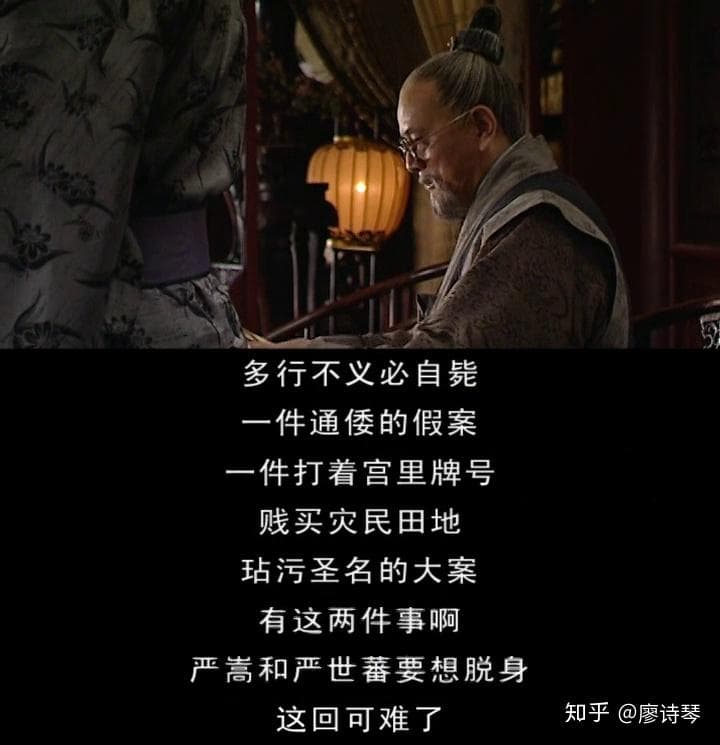 多行不义必自毙
一件通倭的假案
一件打着宫里牌号
贱买灾民田地
玷污圣名的大案
有这两件事啊
严嵩和严世蕃要想脱身
这回可难了
知乎 @廖诗琴